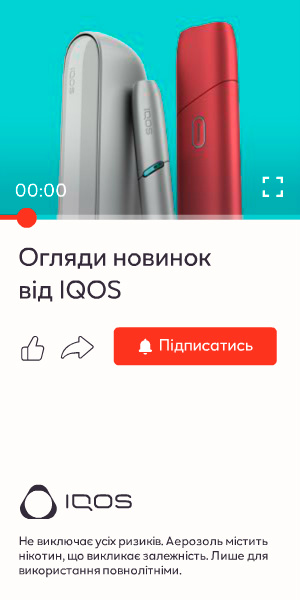 IQOS
IQOS
00:00
Огляди новинок
від IQOS
Підписатись
IQOS
Не виключає усіх ризиків. Аерозоль містить
нікотин, що викликає залежність. Лише для
використання повнолітніми.